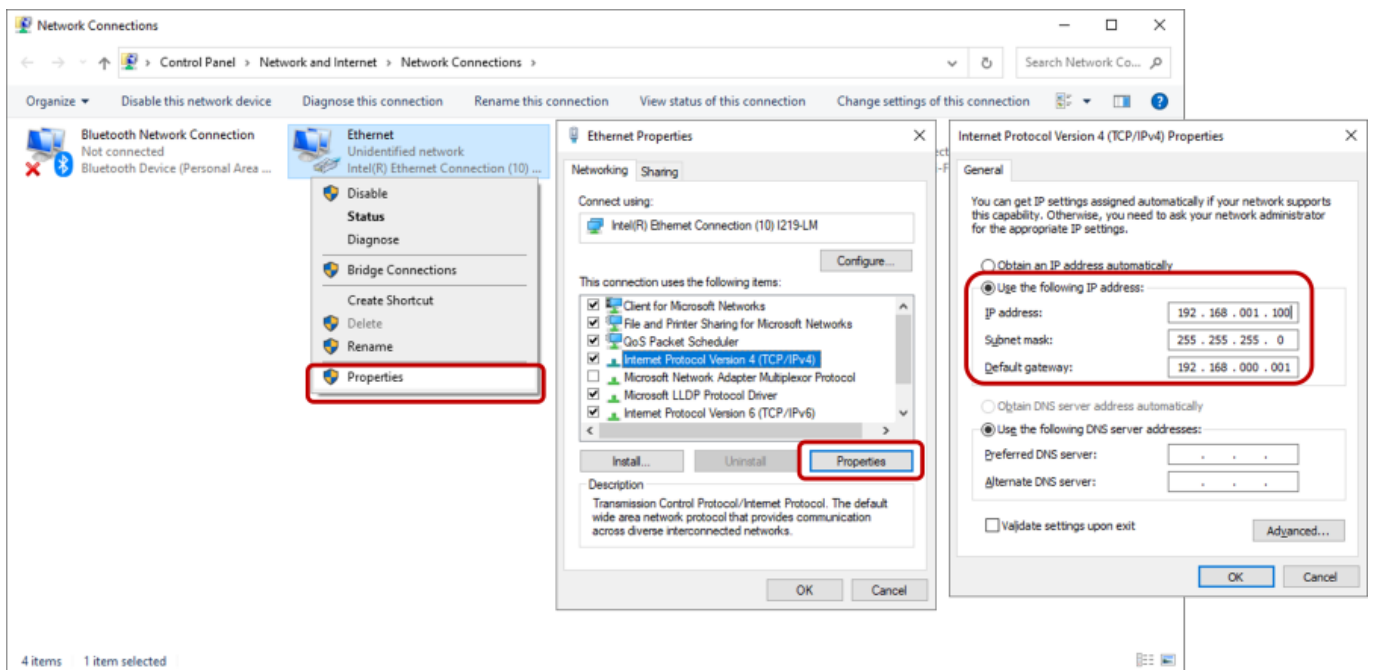 Network Connections
Control Panel > Network and Internet > Network Connections >
Search Network Co...
Organize
Disable this network device
Diagnose this connection
Rename this connection
View status of this connection
Change settings of this connection
Bluetooth Network Connection
Not connected
Bluetooth Device (Personal Area ...
Ethernet
Unidentified network
Intel(R) Ethernet Connection (10) ...
Disable
Status
Diagnose
Bridge Connections
Create Shortcut
Delete
Rename
Properties
Ethernet Properties
Networking
Sharing
Connect using:
Intel(R) Ethernet Connection (10) I219-LM
Configure...
This connection uses the following items:
Client for Microsoft Networks
File and Printer Sharing for Microsoft Networks
QoS Packet Scheduler
Internet Protocol Version 4 (TCP/IPv4)
Microsoft Network Adapter Multiplexor Protocol
Microsoft LLDP Protocol Driver
Internet Protocol Version 6 (TCP/IPv6)
Install...
Uninstall
Properties
Description
Transmission Control Protocol/Internet Protocol. The default
wide area network protocol that provides communication
across diverse interconnected networks.
OK
Cancel
Internet Protocol Version 4 (TCP/IPv4) Properties
General
You can get IP settings assigned automatically if your network supports
this capability. Otherwise, you need to ask your network administrator
for the appropriate IP settings.
Obtain an IP address automatically
Use the following IP address:
IP address:
192 . 168 . 001 . 100
Subnet mask:
255 . 255 . 255 . 0
Default gateway:
192 . 168 . 000 . 001
Obtain DNS server address automatically
Use the following DNS server addresses:
Preferred DNS server:
. . .
Alternate DNS server:
. . .
Validate settings upon exit
Advanced...
OK
Cancel
4 items
1 item selected